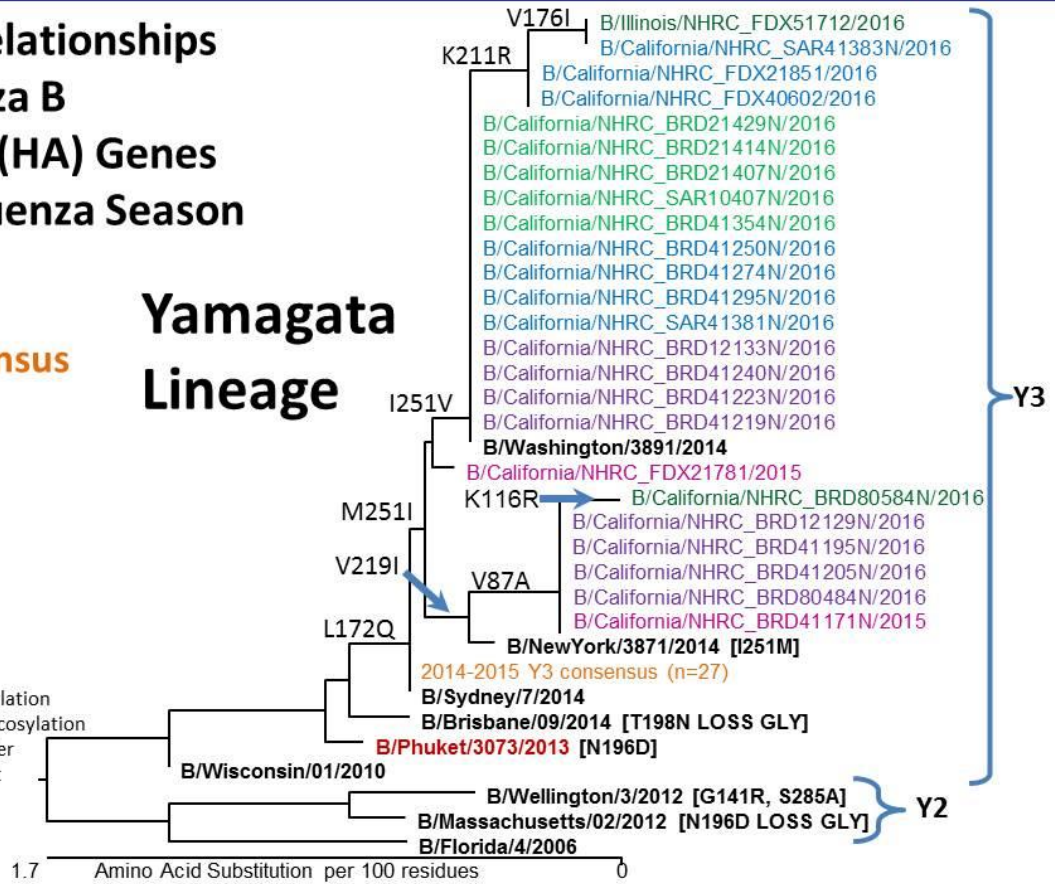 elationships
za B
(HA) Genes
uenza Season
nsus
Yamagata
Lineage
V176I
B/Illinois/NHRC_FDX51712/2016
B/California/NHRC_SAR41383N/2016
K211R
B/California/NHRC_FDX21851/2016
B/California/NHRC_FDX40602/2016
B/California/NHRC_BRD21429N/2016
B/California/NHRC_BRD21414N/2016
B/California/NHRC_BRD21407N/2016
B/California/NHRC_SAR10407N/2016
B/California/NHRC_BRD41354N/2016
B/California/NHRC_BRD41250N/2016
B/California/NHRC_BRD41274N/2016
B/California/NHRC_BRD41295N/2016
B/California/NHRC_SAR41381N/2016
B/California/NHRC_BRD12133N/2016
B/California/NHRC_BRD41240N/2016
B/California/NHRC_BRD41223N/2016
B/California/NHRC_BRD41219N/2016
Y3
I251V
B/Washington/3891/2014
B/California/NHRC_FDX21781/2015
K116R
B/California/NHRC_BRD80584N/2016
M251I
B/California/NHRC_BRD12129N/2016
B/California/NHRC_BRD41195N/2016
V219I
V87A
B/California/NHRC_BRD41205N/2016
B/California/NHRC_BRD80484N/2016
B/California/NHRC_BRD41171N/2015
L172Q
B/NewYork/3871/2014 [I251M]
2014-2015 Y3 consensus (n=27)
B/Sydney/7/2014
B/Brisbane/09/2014 [T198N LOSS GLY]
B/Phuket/3073/2013 [N196D]
B/Wisconsin/01/2010
lation
cosylation
er
B/Wellington/3/2012 [G141R, S285A]
B/Massachusetts/02/2012 [N196D LOSS GLY]
B/Florida/4/2006
Y2
1.7 Amino Acid Substitution per 100 residues 0